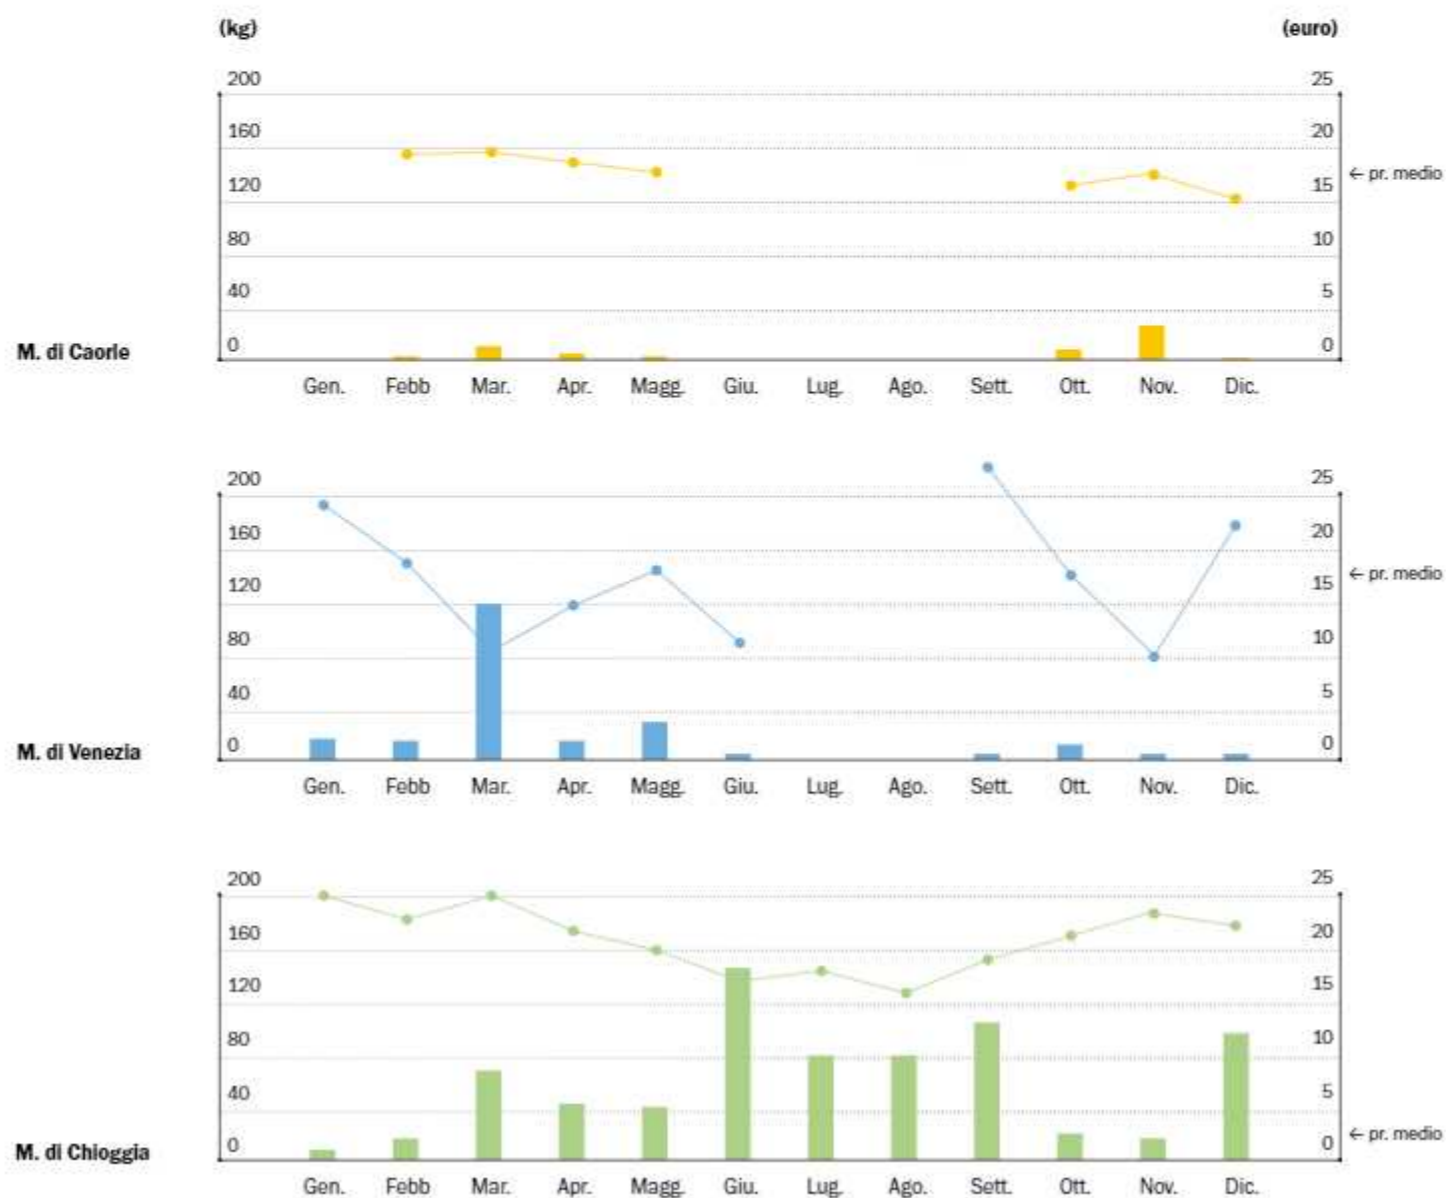 (kg) (euro)
200 25
160 20
← pr. medio
120 15
80 10
40 5
M. di Caorle 0 0
Gen. Febb Mar. Apr. Magg. Giu. Lug. Ago. Sett. Ott. Nov. Dic.
200 25
160 20
← pr. medio
120 15
80 10
40 5
M. di Venezia 0 0
Gen. Febb Mar. Apr. Magg. Giu. Lug. Ago. Sett. Ott. Nov. Dic.
200 25
160 20
120 15
80 10
40 5
← pr. medio
M. di Chioggia 0 0
Gen. Febb Mar. Apr. Magg. Giu. Lug. Ago. Sett. Ott. Nov. Dic.